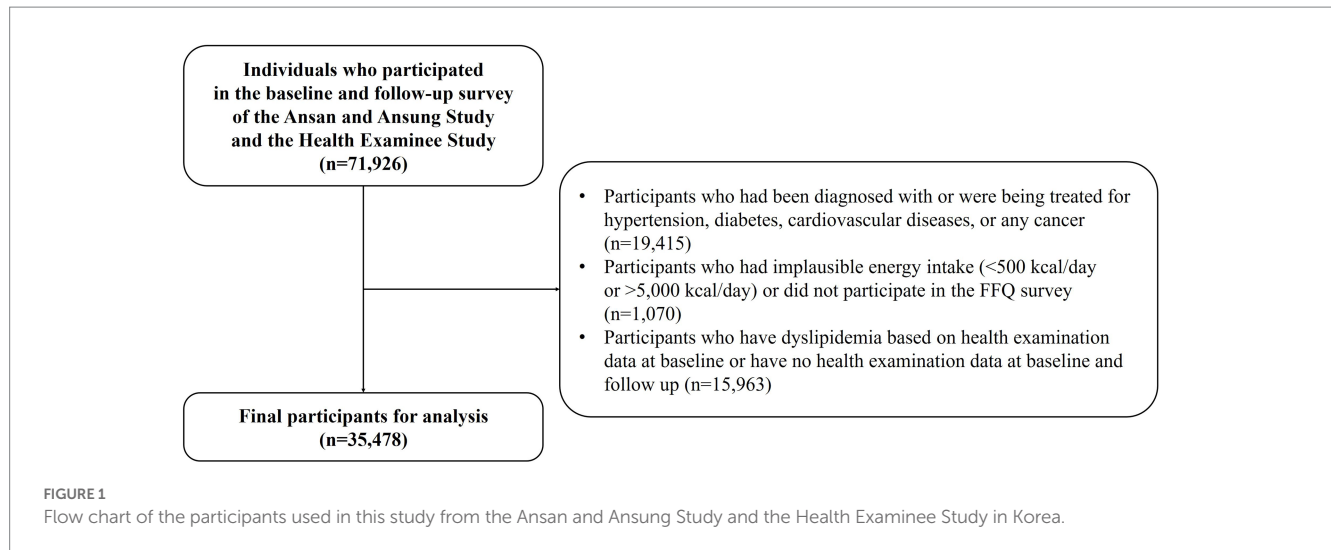 Individuals who participated
in the baseline and follow-up survey
of the Ansan and Ansung Study
and the Health Examinee Study
(n=71,926)
• Participants who had been diagnosed with or were being treated for
hypertension, diabetes, cardiovascular diseases, or any cancer
(n=19,415)
• Participants who had implausible energy intake (<500 kcal/day
or >5,000 kcal/day) or did not participate in the FFQ survey
(n=1,070)
• Participants who have dyslipidemia based on health examination
data at baseline or have no health examination data at baseline and
follow up (n=15,963)
Final participants for analysis
(n=35,478)
FIGURE 1
Flow chart of the participants used in this study from the Ansan and Ansung Study and the Health Examinee Study in Korea.